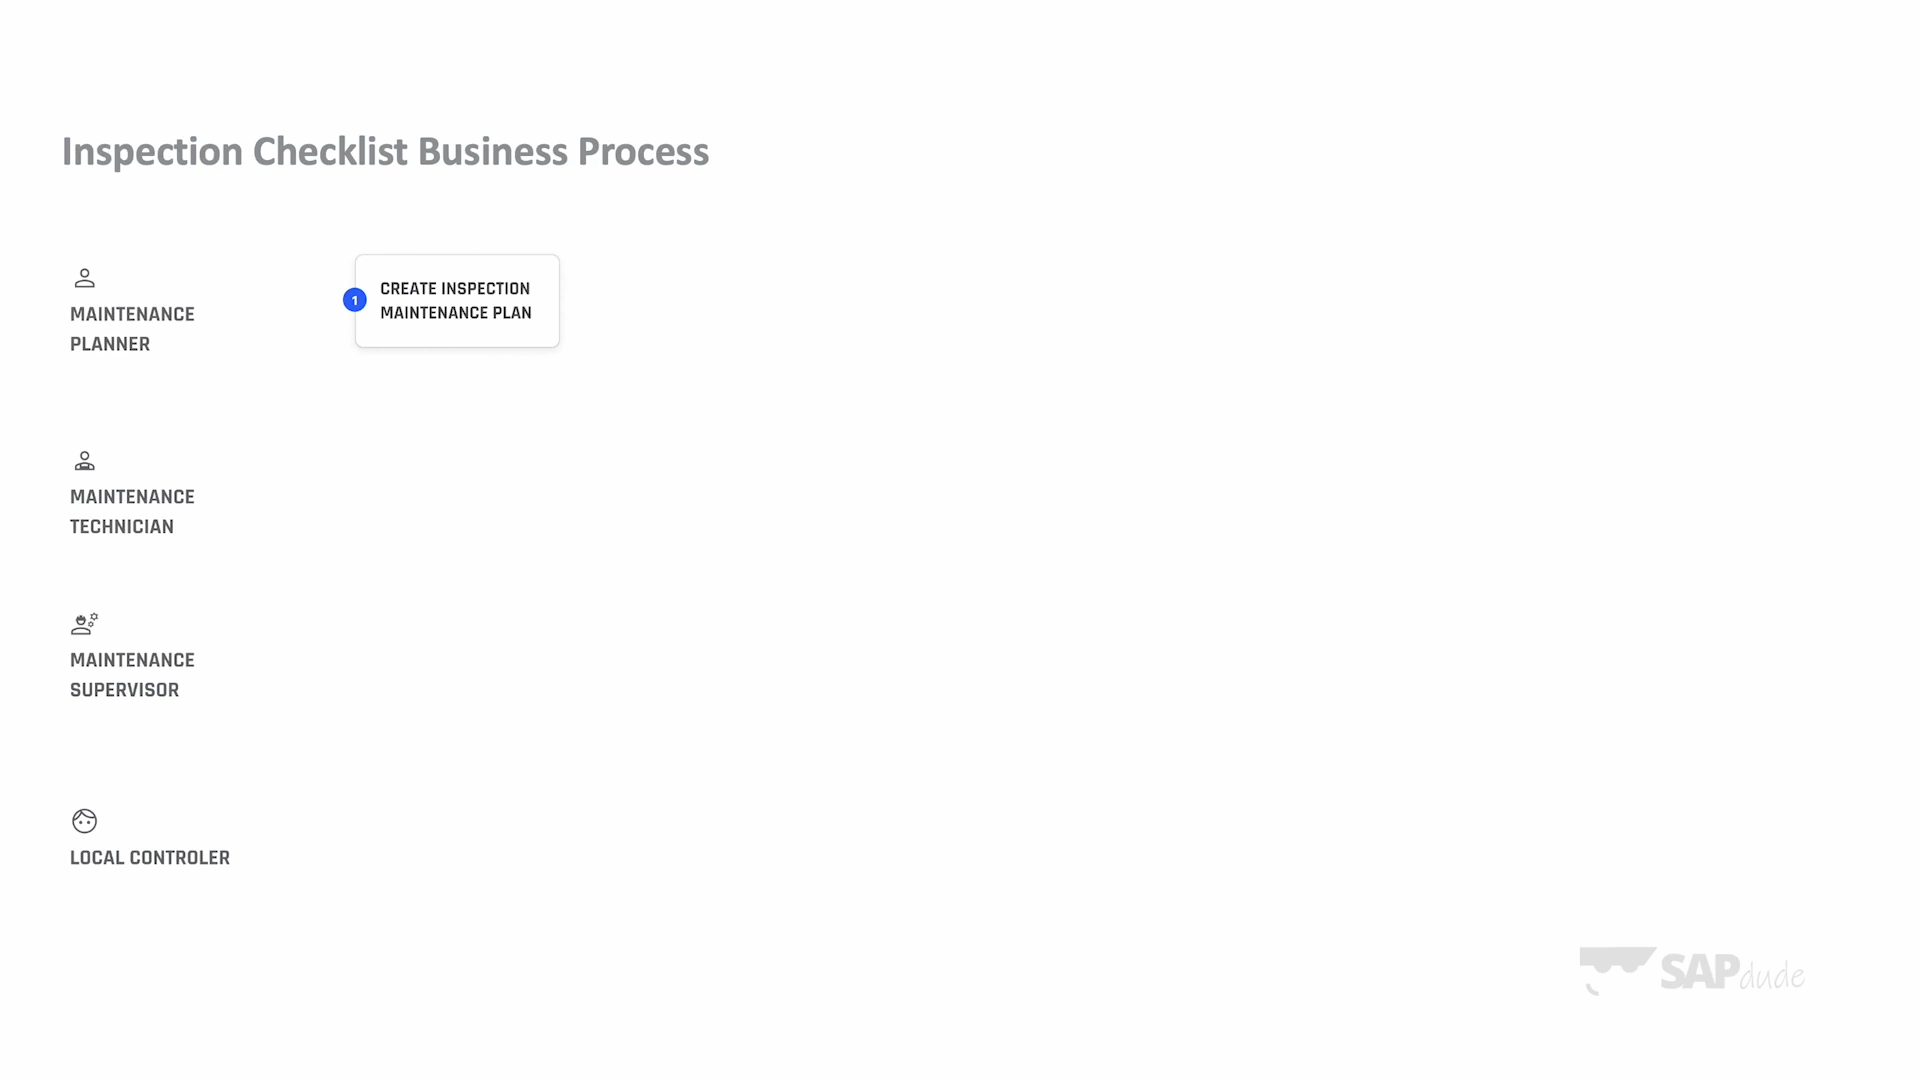 Inspection Checklist Business Process
MAINTENANCE
PLANNER
1
CREATE INSPECTION
MAINTENANCE PLAN
MAINTENANCE
TECHNICIAN
MAINTENANCE
SUPERVISOR
LOCAL CONTROLER
SAPdude